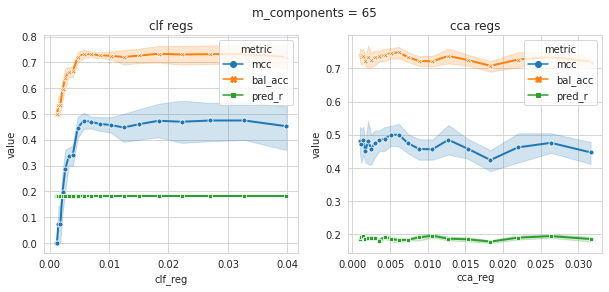 m_components = 65
clf regs
value
0.8
0.7
0.6
0.5
0.4
0.3
0.2
0.1
0.0
metric
mcc
bal_acc
pred_r
0.00
0.01
0.02
0.03
0.04
clf_reg
cca regs
value
0.7
0.6
0.5
0.4
0.3
0.2
metric
mcc
bal_acc
pred_r
0.000
0.005
0.010
0.015
0.020
0.025
0.030
cca_reg